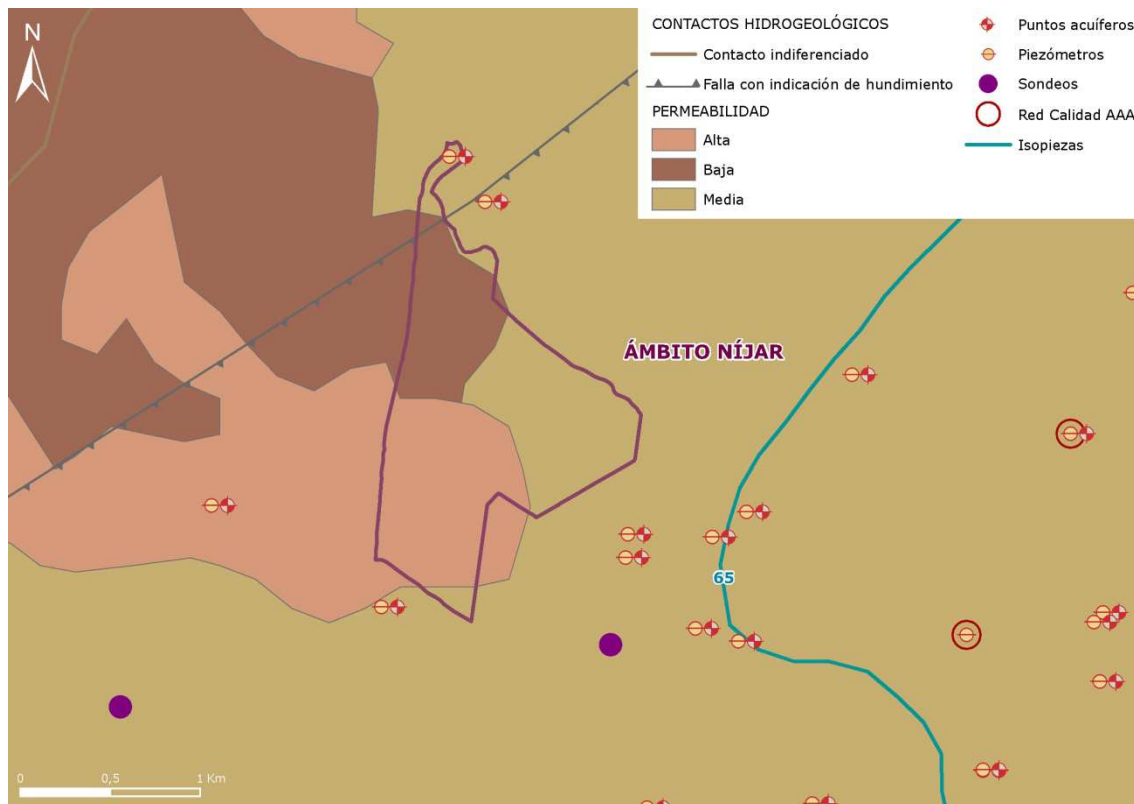 N
CONTACTOS HIDROGEOLÓGICOS
Contacto indiferenciado
Falla con indicación de hundimiento
PERMEABILIDAD
Alta
Baja
Media
Puntos acuíferos
Piezómetros
Sondeos
Red Calidad AAA
Isopiezas
ÁMBITO NÍJAR
65
0 0,5 1 Km